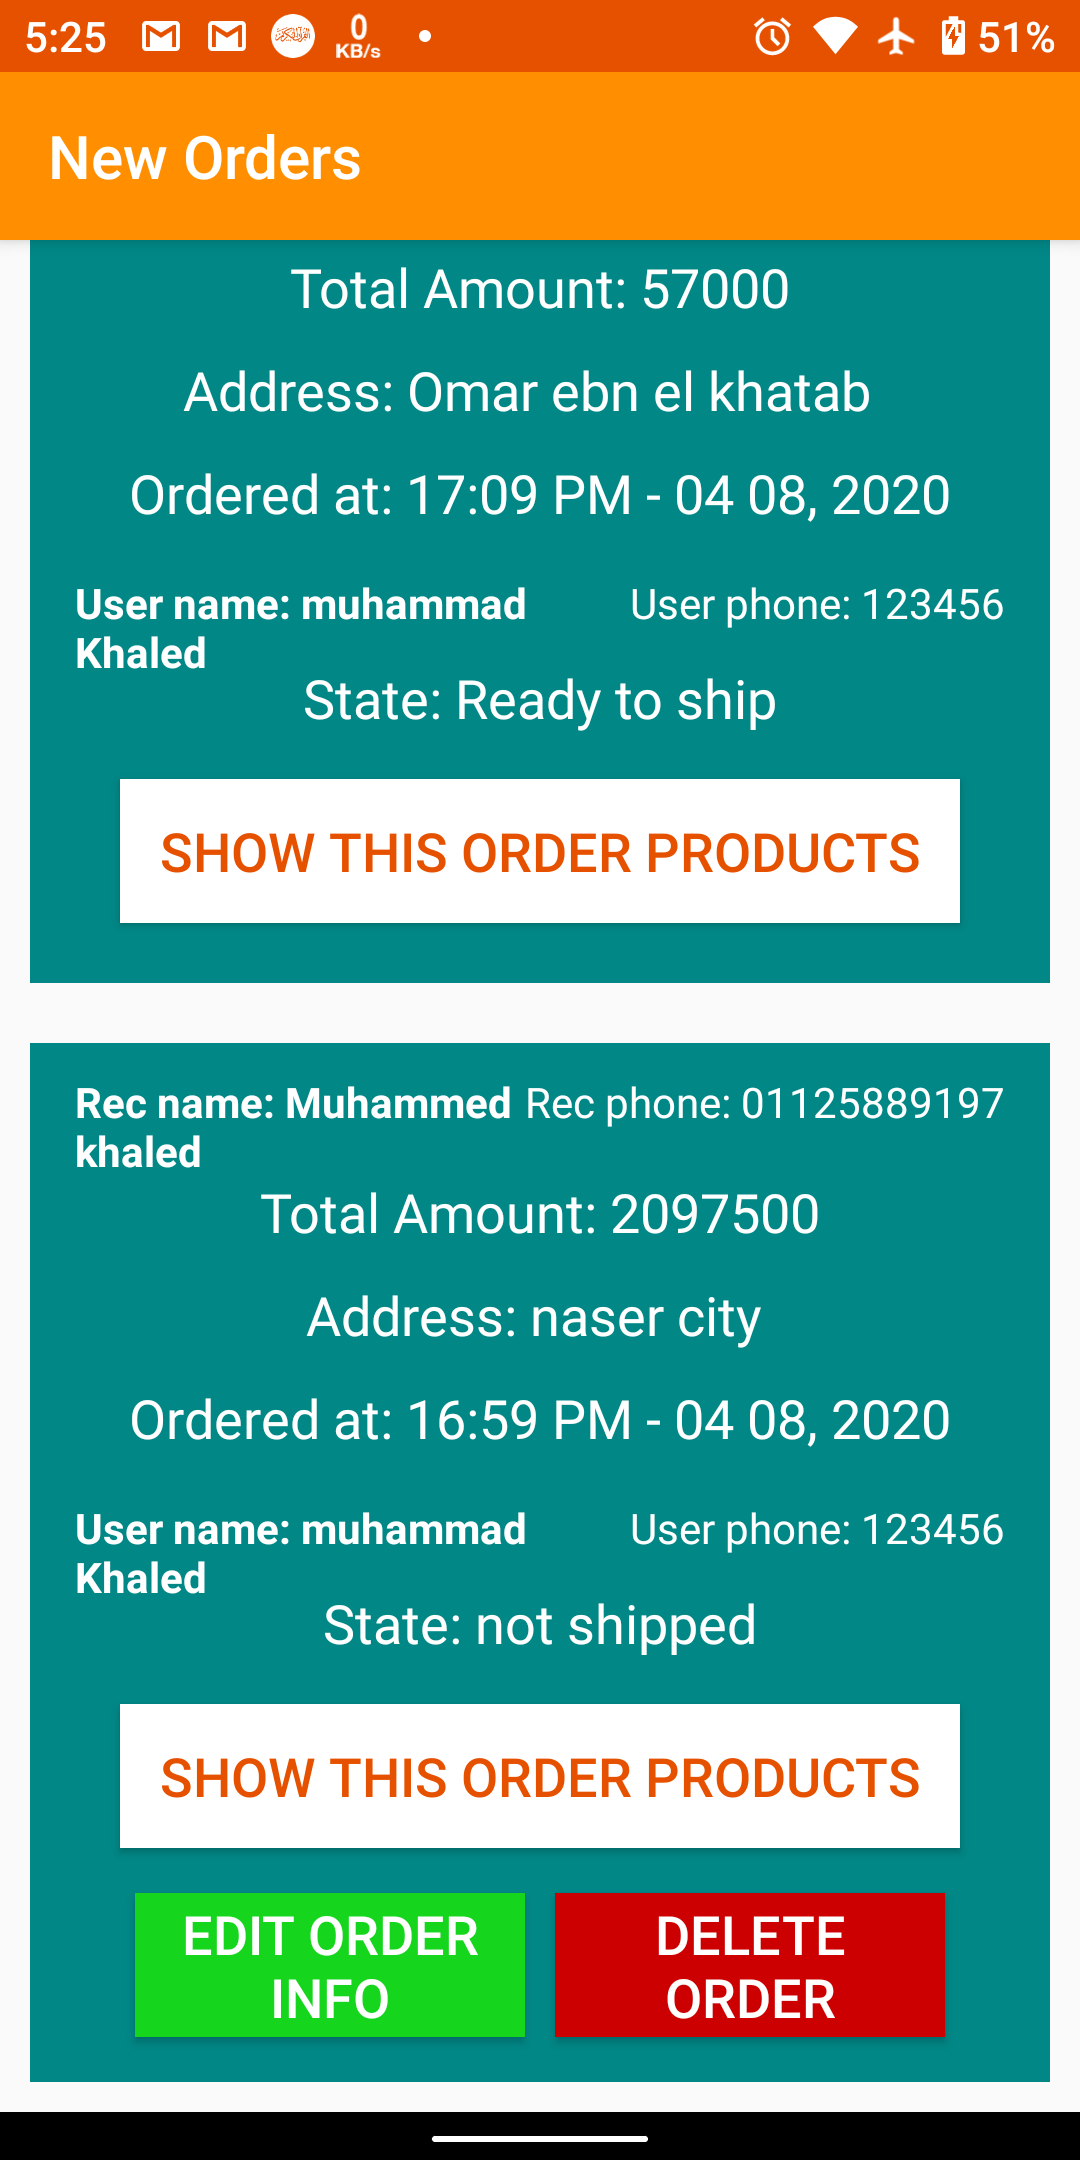 5:25
0
KB/s
51%
New Orders
Total Amount: 57000
Address: Omar ebn el khatab
Ordered at: 17:09 PM - 04 08, 2020
User name: muhammad User phone: 123456
Khaled
State: Ready to ship
SHOW THIS ORDER PRODUCTS
Rec name: Muhammed Rec phone: 01125889197
khaled
Total Amount: 2097500
Address: naser city
Ordered at: 16:59 PM - 04 08, 2020
User name: muhammad User phone: 123456
Khaled
State: not shipped
SHOW THIS ORDER PRODUCTS
EDIT ORDER
INFO
DELETE
ORDER